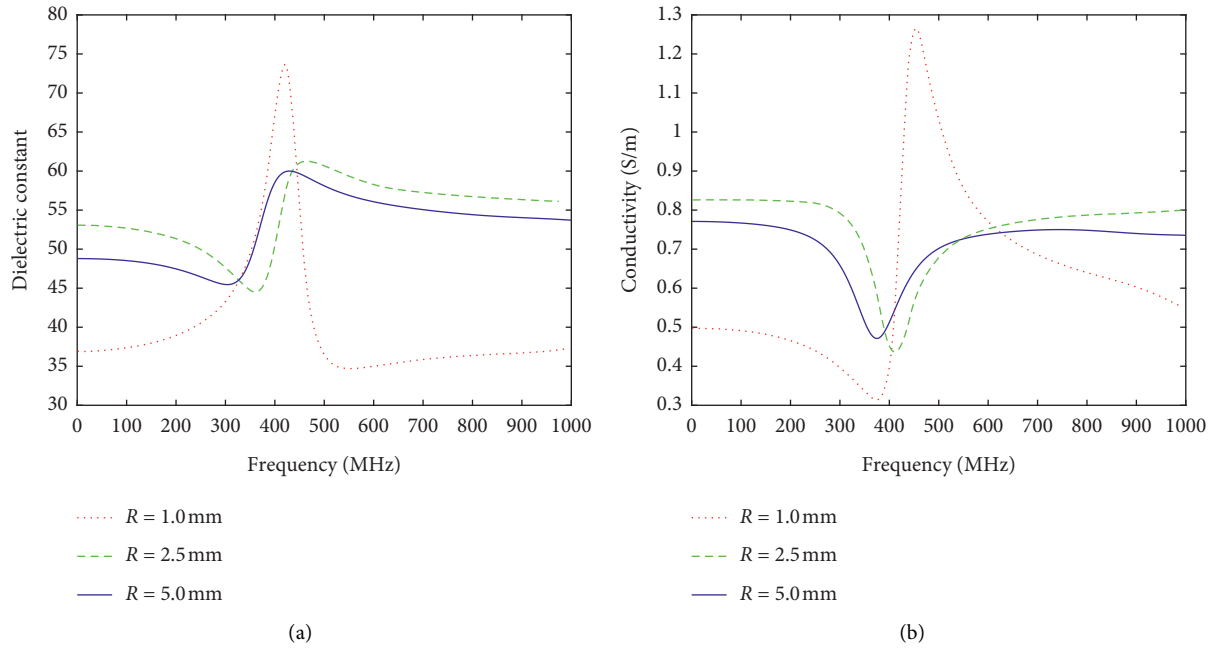 80
75
70
65
60
55
50
45
40
35
30
Dielectric constant
0 100 200 300 400 500 600 700 800 900 1000
Frequency (MHz)
R = 1.0 mm
R = 2.5 mm
R = 5.0 mm
(a)
1.3
1.2
1.1
1
0.9
0.8
0.7
0.6
0.5
0.4
0.3
Conductivity (S/m)
0 100 200 300 400 500 600 700 800 900 1000
Frequency (MHz)
R = 1.0 mm
R = 2.5 mm
R = 5.0 mm
(b)